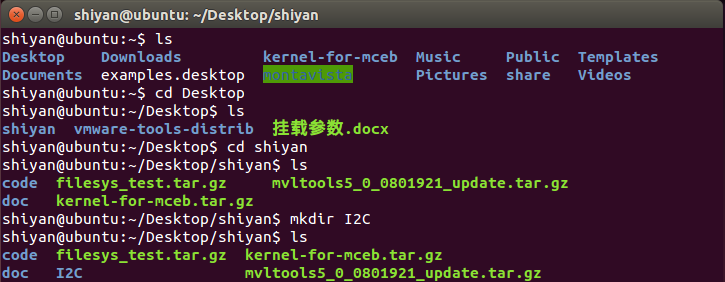 shiyan@ubuntu: ~/Desktop/shiyan
shiyan@ubuntu:~$ ls
Desktop Downloads kernel-for-mceb Music Public Templates
Documents examples.desktop montavista Pictures share Videos
shiyan@ubuntu:~$ cd Desktop
shiyan@ubuntu:~/Desktop$ ls
shiyan vmware-tools-distrib 挂载参数.docx
shiyan@ubuntu:~/Desktop$ cd shiyan
shiyan@ubuntu:~/Desktop/shiyan$ ls
code filesys_test.tar.gz mvltools5_0_0801921_update.tar.gz
doc kernel-for-mceb.tar.gz
shiyan@ubuntu:~/Desktop/shiyan$ mkdir I2C
shiyan@ubuntu:~/Desktop/shiyan$ ls
code filesys_test.tar.gz kernel-for-mceb.tar.gz
doc I2C mvltools5_0_0801921_update.tar.gz